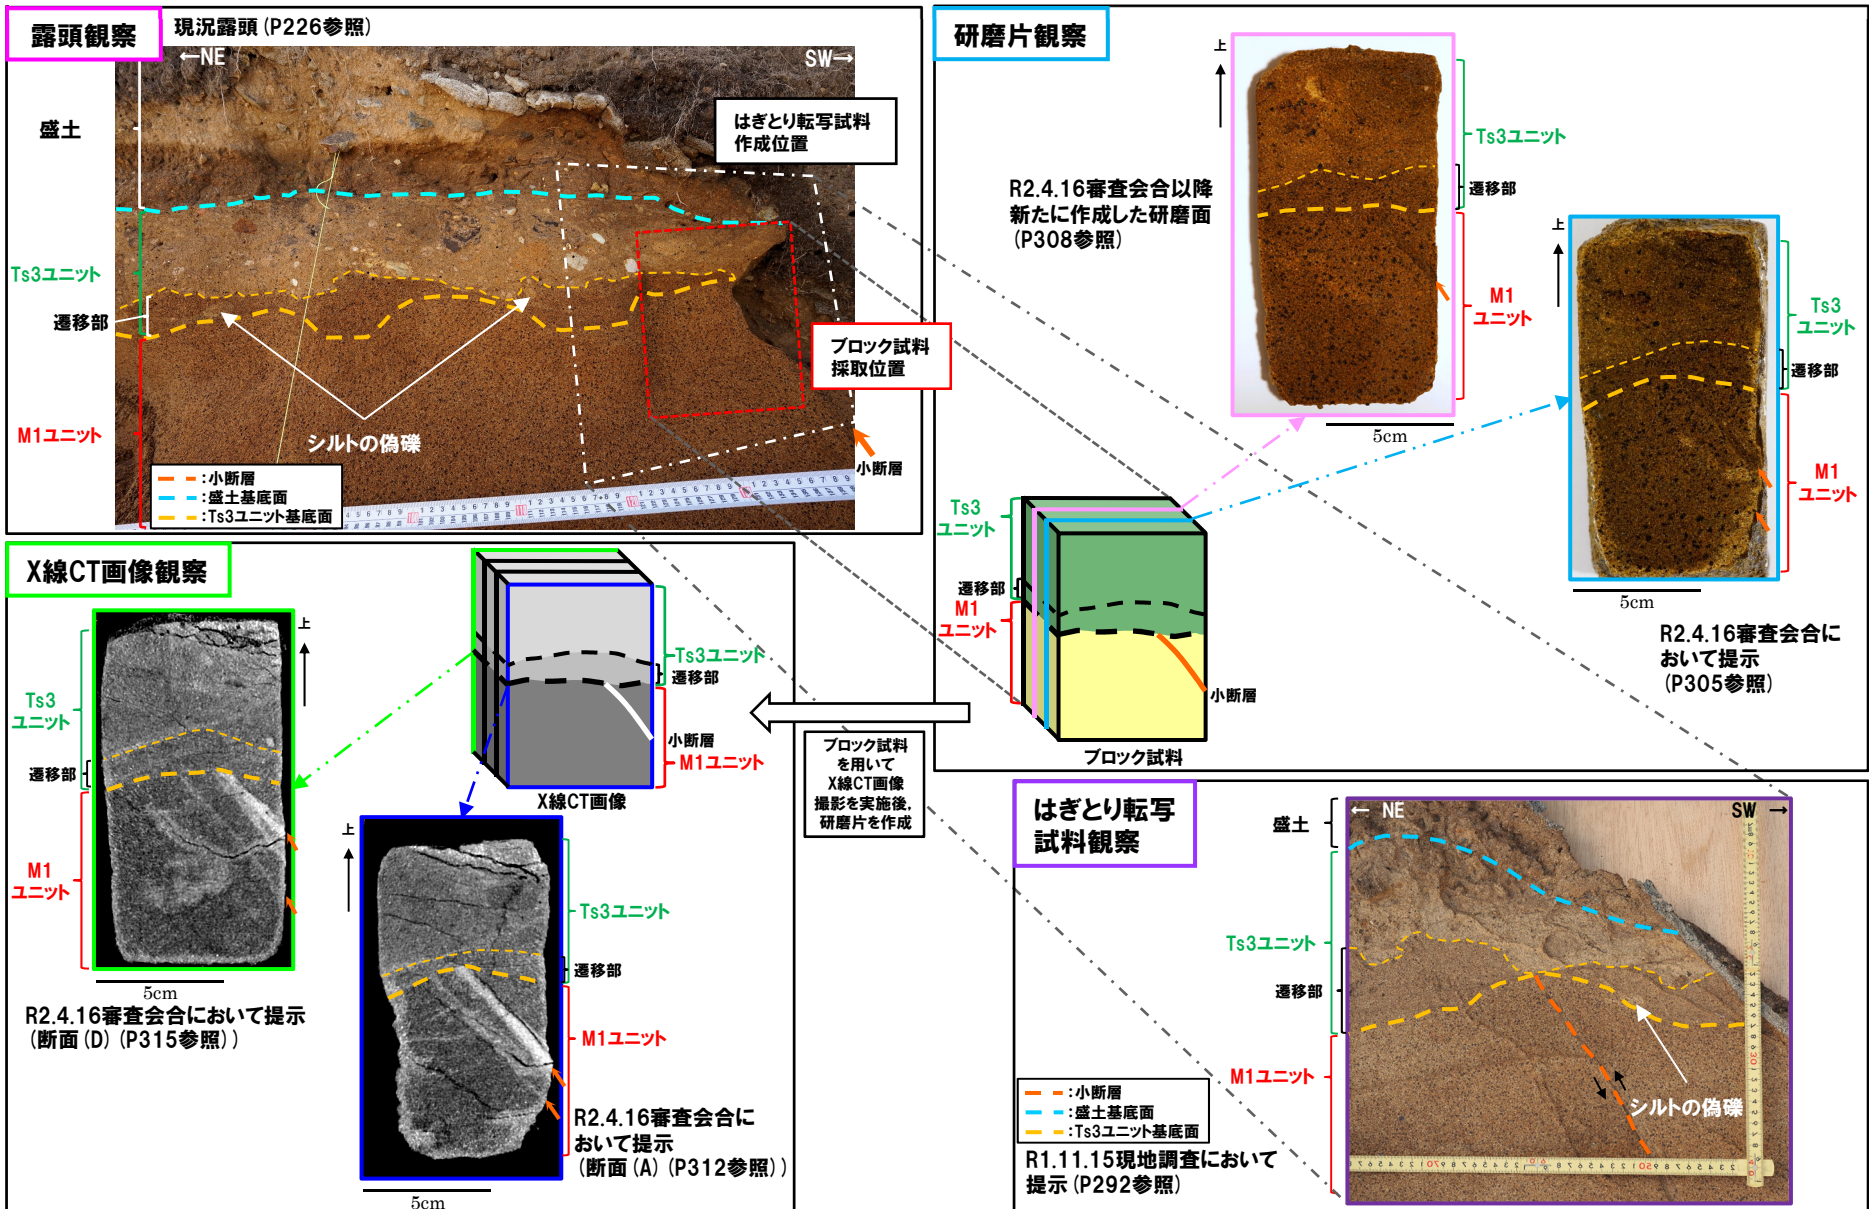 露頭観察
現況露頭(P226参照)
←NE
SW→
盛土
はぎとり転写試料
作成位置
Ts3ユニット
遷移部
ブロック試料
採取位置
M1ユニット
シルトの偽礫
小断層
:小断層
:盛土基底面
:Ts3ユニット基底面
研磨片観察
上
Ts3ユニット
遷移部
R2.4.16審査会合以降
新たに作成した研磨面
(P308参照)
M1
ユニット
5cm
上
Ts3
ユニット
遷移部
M1
ユニット
5cm
R2.4.16審査会合に
おいて提示
(P305参照)
Ts3
ユニット
遷移部
M1
ユニット
小断層
ブロック試料
X線CT画像観察
上
Ts3
ユニット
遷移部
M1
ユニット
5cm
R2.4.16審査会合において提示
(断面(D)(P315参照))
Ts3ユニット
遷移部
小断層
M1ユニット
X線CT画像
ブロック試料
を用いて
X線CT画像
撮影を実施後,
研磨片を作成
上
Ts3ユニット
遷移部
M1ユニット
5cm
R2.4.16審査会合に
おいて提示
(断面(A)(P312参照))
はぎとり転写
試料観察
← NE
SW →
盛土
Ts3ユニット
遷移部
M1ユニット
シルトの偽礫
:小断層
:盛土基底面
:Ts3ユニット基底面
R1.11.15現地調査において
提示(P292参照)